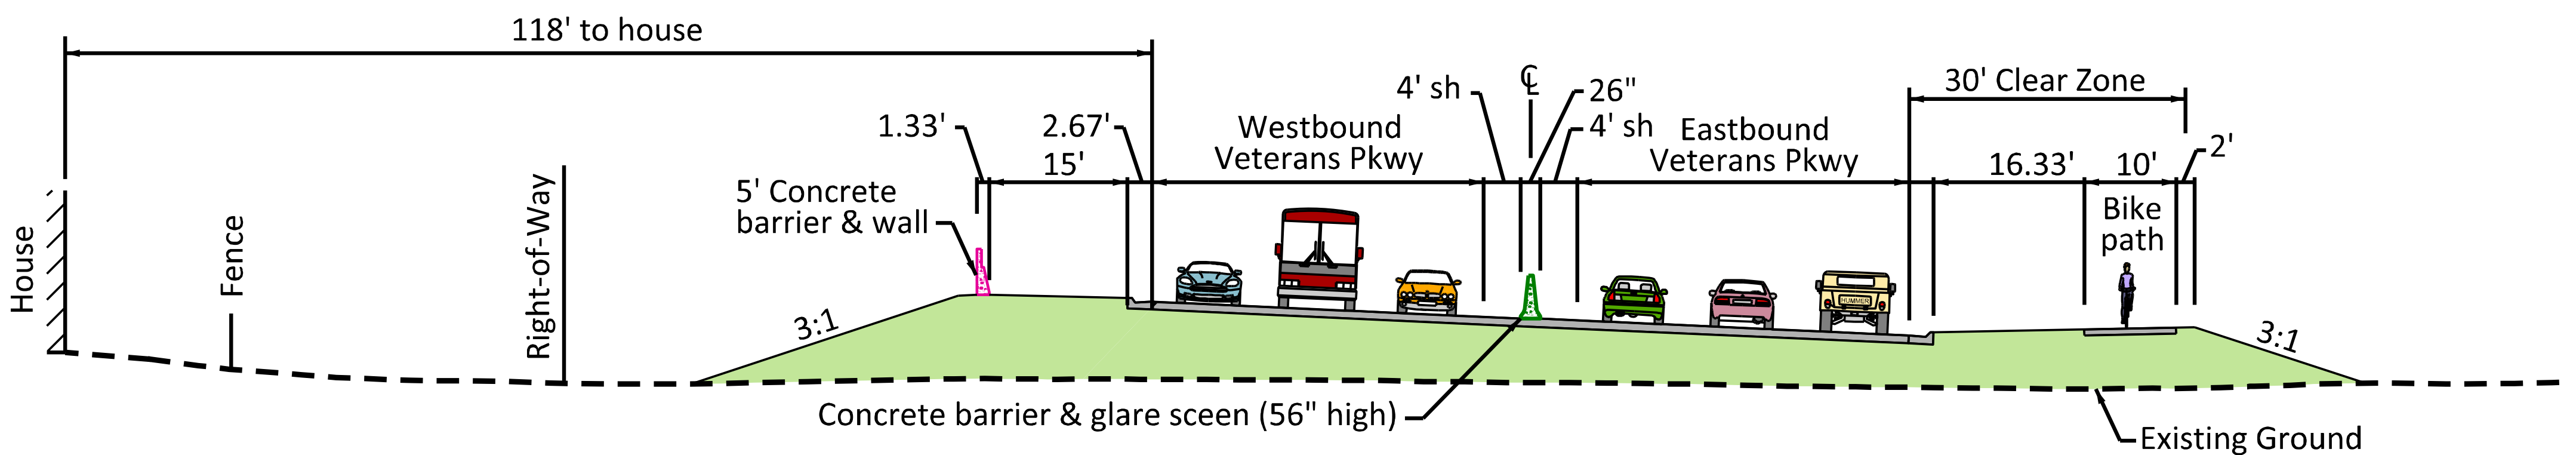 118' to house
4' sh
℄
26"
30' Clear Zone
1.33'
2.67'
15'
Westbound
Veterans Pkwy
4' sh
Eastbound
Veterans Pkwy
16.33'
10'
2'
5' Concrete
barrier & wall
Bike
path
House
Fence
Right-of-Way
3:1
HUMMER
3:1
Concrete barrier & glare sceen (56" high)
Existing Ground